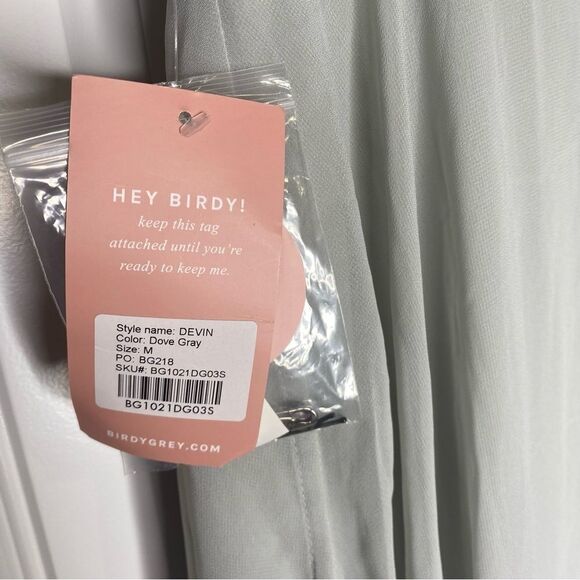 HEY BIRDY!
keep this tag
attached until you're
ready to keep me.
Style name: DEVIN
Color: Dove Gray
Size: M
PO: BG218
SKU#: BG1021DG03S
BG1021DG03S
BIRDYGREY.COM